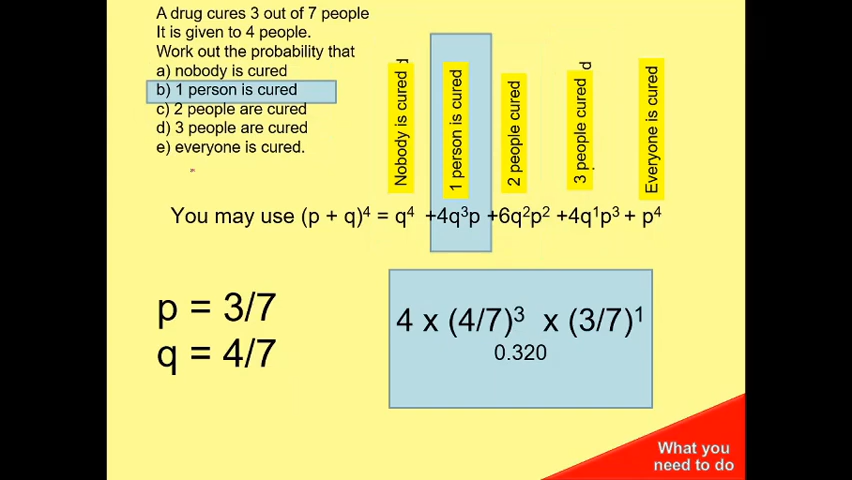 A drug cures 3 out of 7 people
It is given to 4 people.
Work out the probability that
a) nobody is cured
b) 1 person is cured
c) 2 people are cured
d) 3 people are cured
e) everyone is cured.
Nobody is cured d
1 person is cured
2 people cured
3 people cured d
Everyone is cured
You may use (p + q)⁴ = q⁴ +4q³p +6q²p² +4q¹p³ + p⁴
p = 3/7
q = 4/7
4 x (4/7)³ x (3/7)¹
0.320
What you
need to do